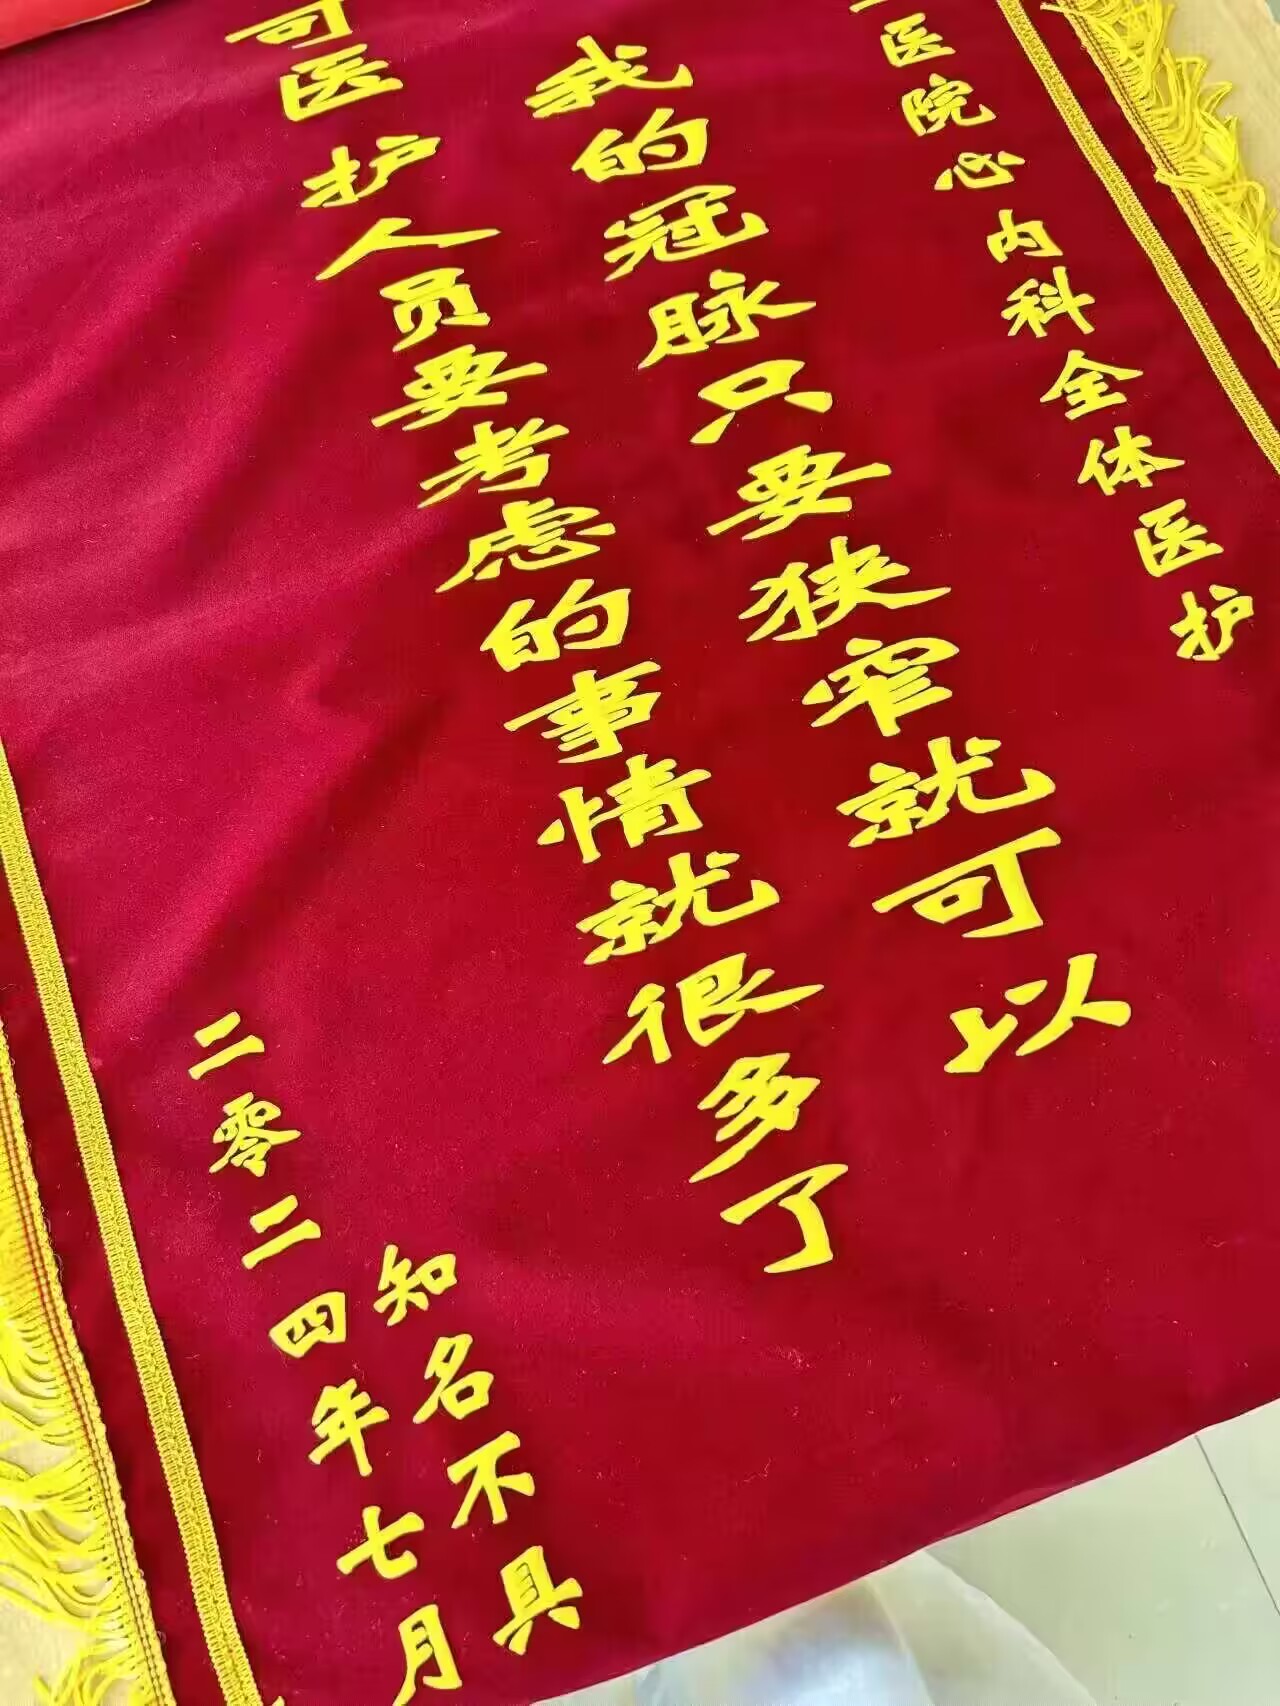 医院心内科全体医护
我的冠脉只要狭窄就可以
可医护人员要考虑的事情就很多了
知名不具
二零二四年七月